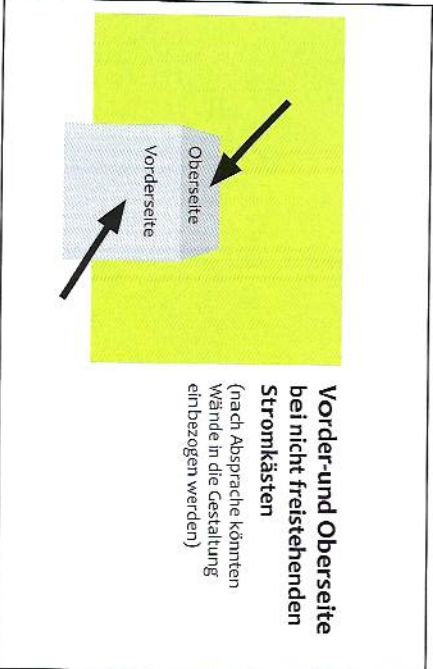 Oberseite
Vorderseite
Vorder-und Oberseite
bei nicht freistehenden
Stromkästen
(nach Absprache könnten
Wände in die Gestaltung
einbezogen werden)